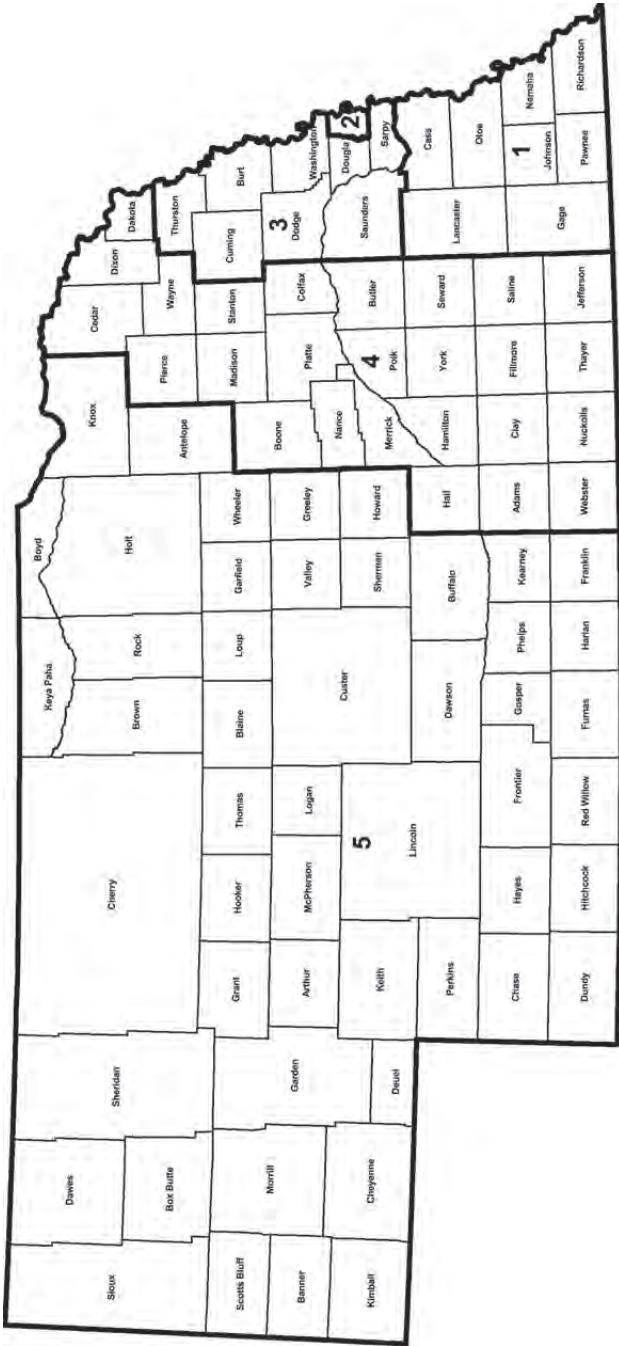 Sioux
Dawes
Sheridan
Cherry
Keya Paha
Boyd
Knox
Cedar
Dixon
Dakota
Box Butte
Brown
Rock
Holt
Antelope
Pierce
Wayne
Thurston
Scotts Bluff
Morrill
Garden
Grant
Hooker
Thomas
Blaine
Loup
Garfield
Wheeler
Boone
Madison
Stanton
Cuming
Burt
Banner
Arthur
McPherson
Logan
Custer
Valley
Greeley
Nance
Platte
Colfax
3
Dodge
Washington
Kimball
Cheyenne
Deuel
Keith
5
Lincoln
Sherman
Howard
Merrick
4
Polk
Butler
Saunders
Dougla
2
Sarpy
Perkins
Dawson
Buffalo
Hall
Hamilton
York
Seward
Lancaster
Cass
Otoe
Chase
Hayes
Frontier
Gosper
Phelps
Kearney
Adams
Clay
Fillmore
Saline
Gage
1
Johnson
Nemaha
Dundy
Hitchcock
Red Willow
Furnas
Harlan
Franklin
Webster
Nuckolls
Thayer
Jefferson
Pawnee
Richardson